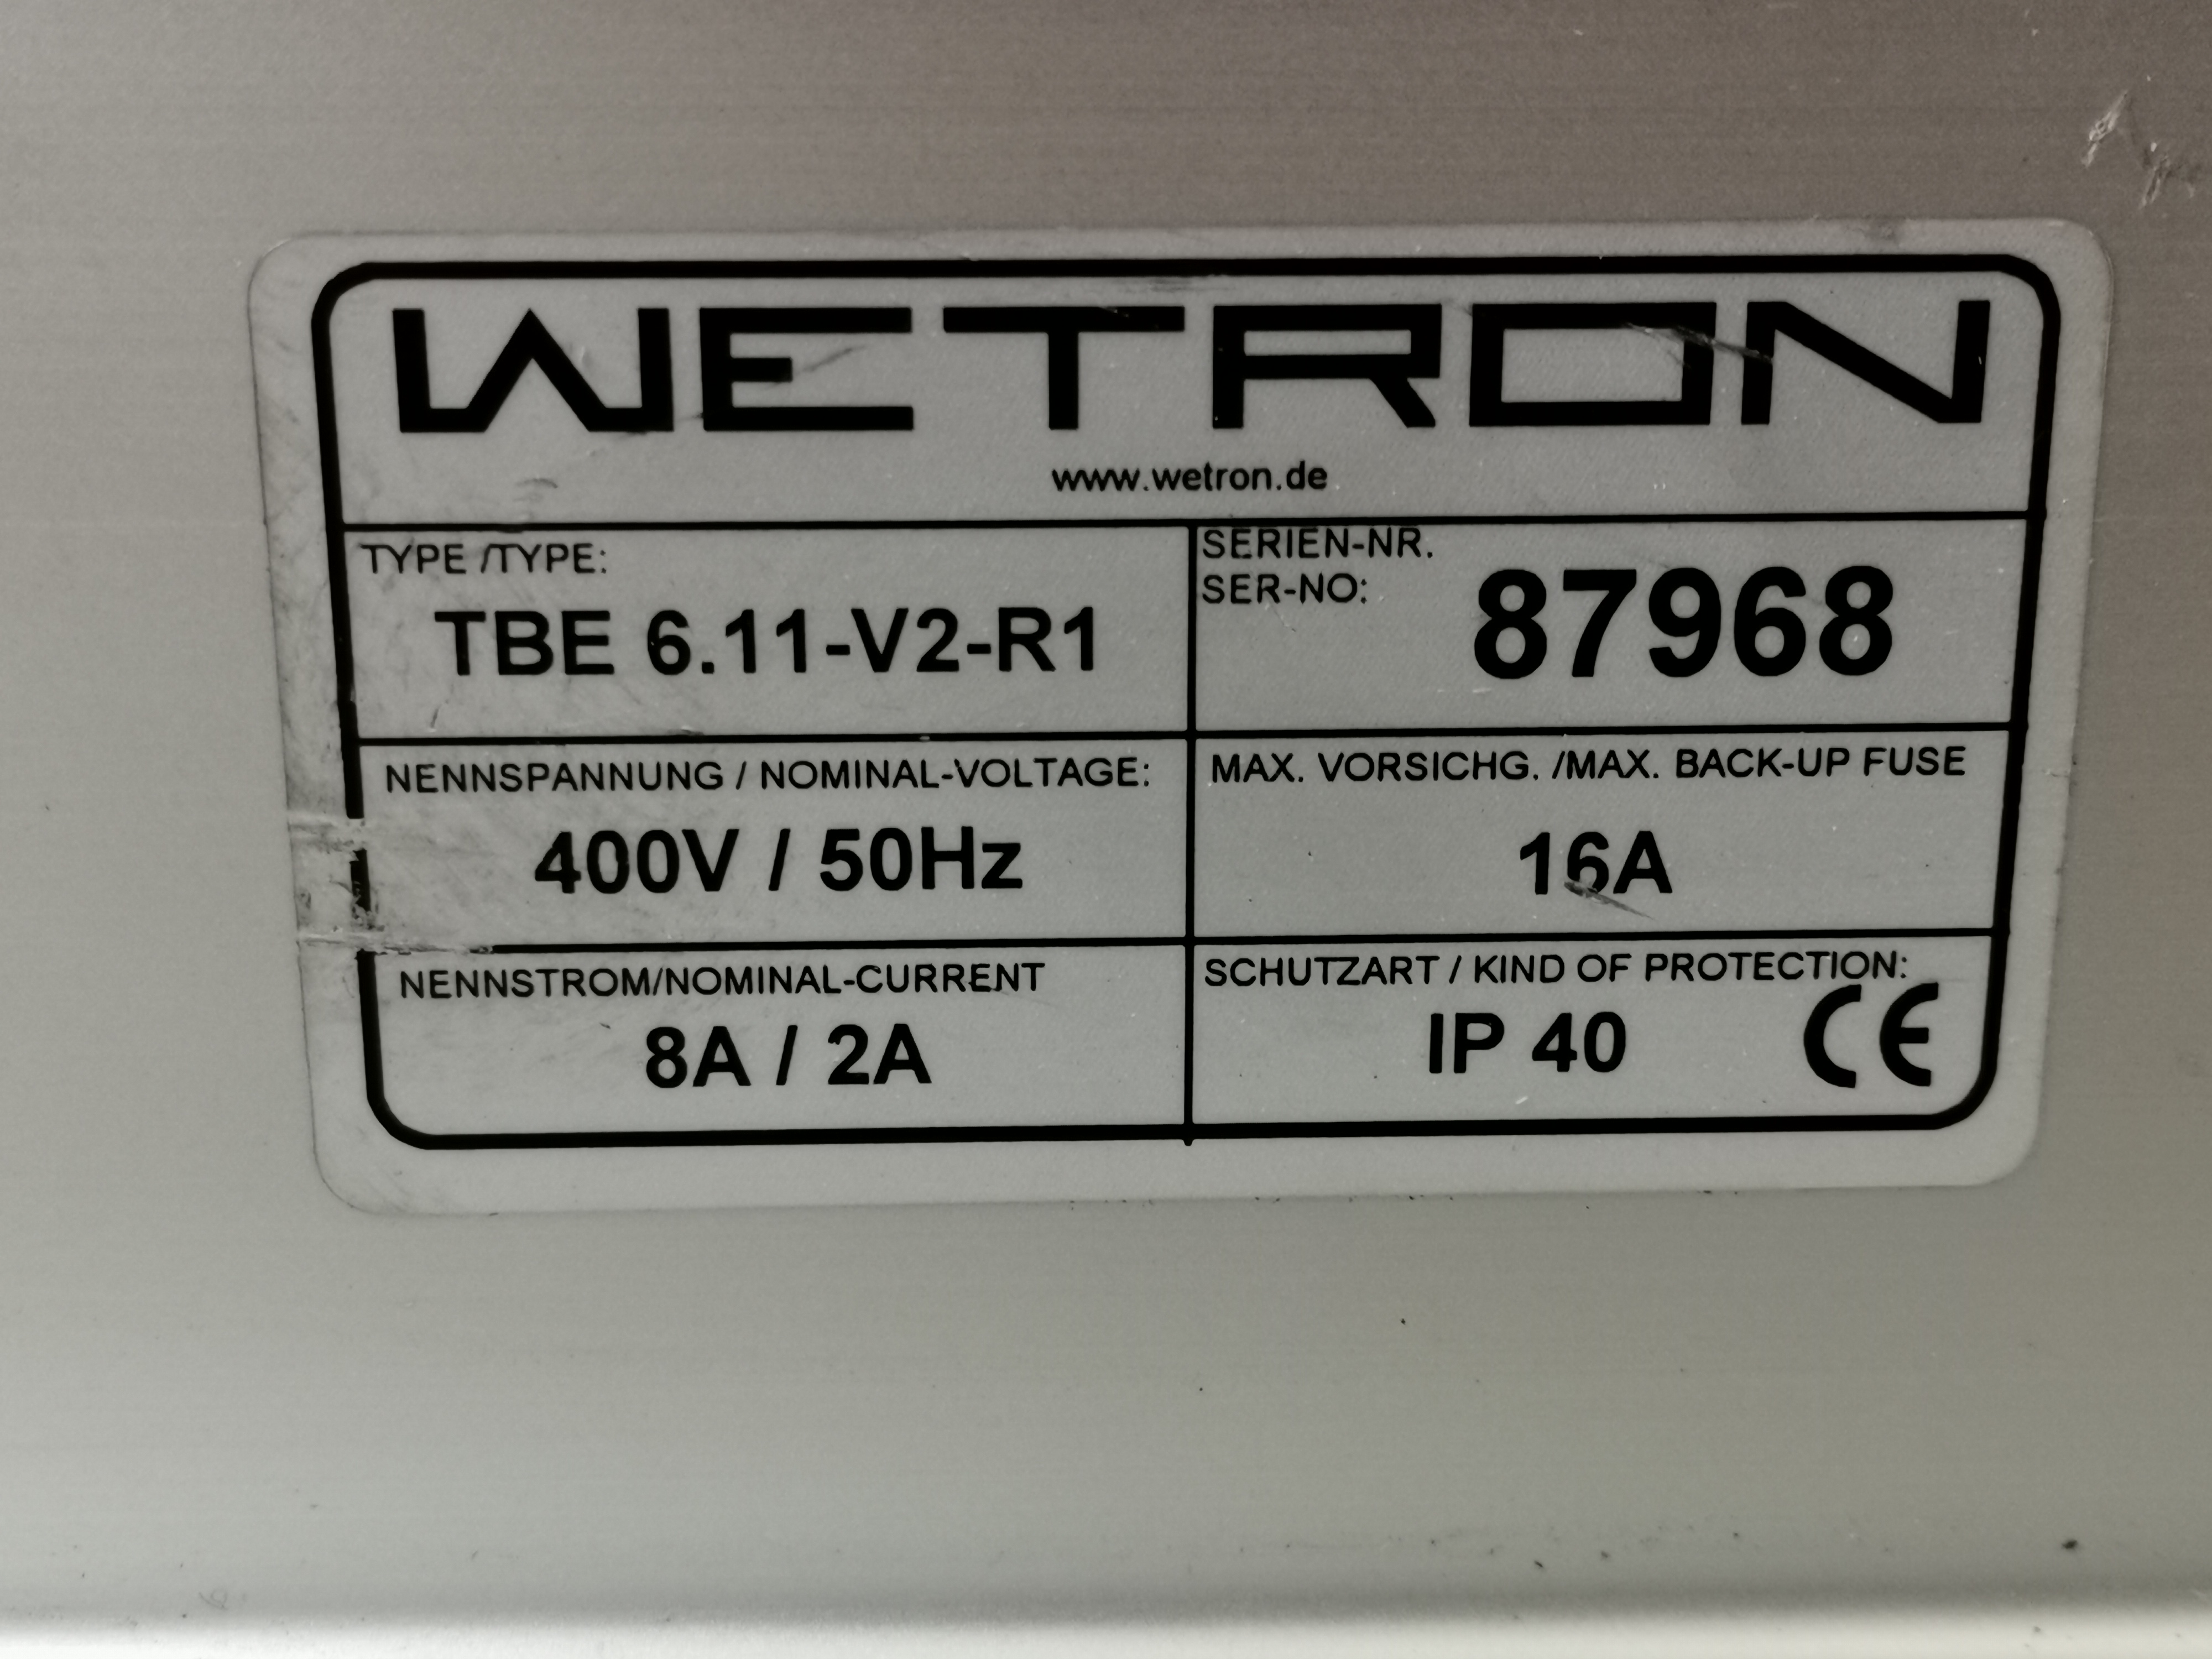 WETRON
www.wetron.de
TYPE /TYPE:
TBE 6.11-V2-R1
SERIEN-NR.
SER-NO:
87968
NENNSPANNUNG / NOMINAL-VOLTAGE:
400V / 50Hz
MAX. VORSICHG. /MAX. BACK-UP FUSE
16A
NENNSTROM/NOMINAL-CURRENT
8A / 2A
SCHUTZART / KIND OF PROTECTION:
IP 40 CE